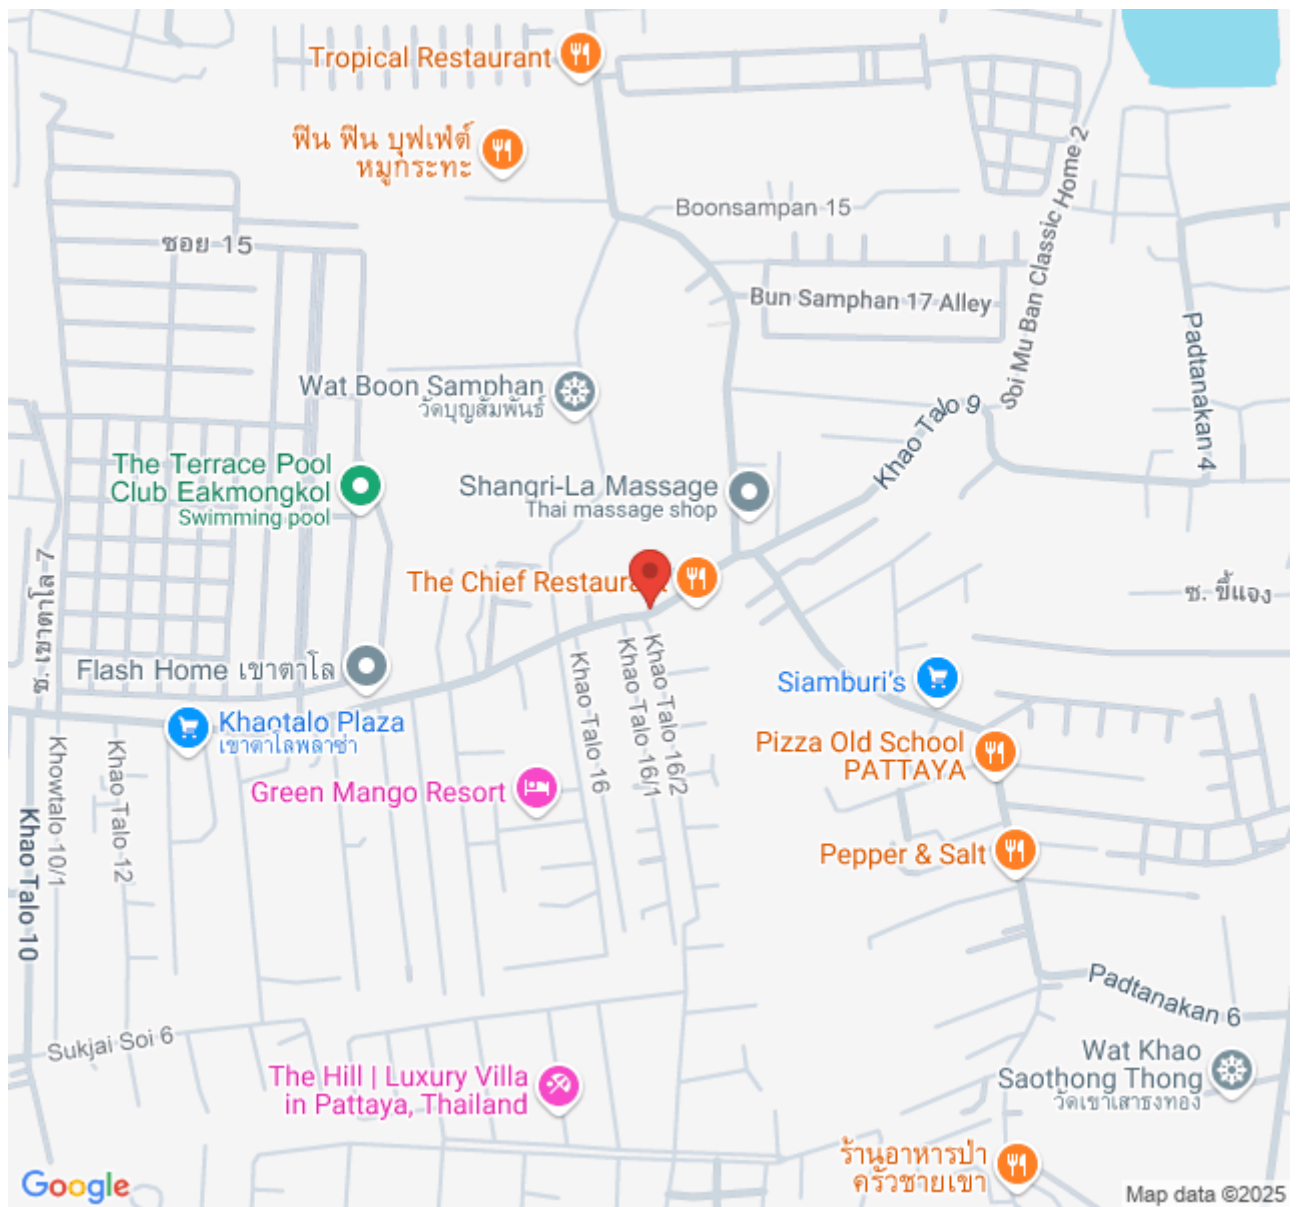 Tropical Restaurant
ฟิน ฟิน บุฟเฟ่ต์
หมูกระทะ
Boonsampan 15
ซอย 15
Soi Mu Ban Classic Home 2
Bun Samphan 17 Alley
Padtanakan 4
Wat Boon Samphan
วัดบุญสัมพันธ์
Khao Talo 9
The Terrace Pool
Club Eakmongkol
Swimming pool
Shangri-La Massage
Thai massage shop
ซ. เขาตาโล 7
The Chief Restaurant
ซ. ขี้แจง
Flash Home เขาตาโล
Siamburi's
Khaotalo Plaza
เขาตาโลพลาซ่า
Khao Talo 16
Khao Talo 16/1
Khao Talo 16/2
Pizza Old School
PATTAYA
Green Mango Resort
Khowtalo 10/1
Khao Talo 12
Khao Talo 10
Pepper & Salt
Padtanakan 6
Sukjai Soi 6
Wat Khao
Saothong Thong
วัดเขาเสาธงทอง
The Hill | Luxury Villa
in Pattaya, Thailand
ร้านอาหารป่า
ครัวชายเขา
Google
Map data ©2025